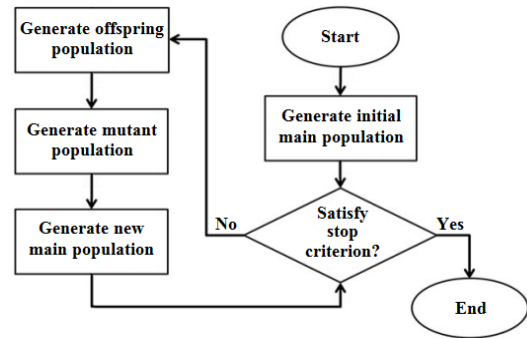 Start
Generate initial
main population
Satisfy
stop
criterion?
No
Yes
Generate offspring
population
Generate mutant
population
Generate new
main population
End